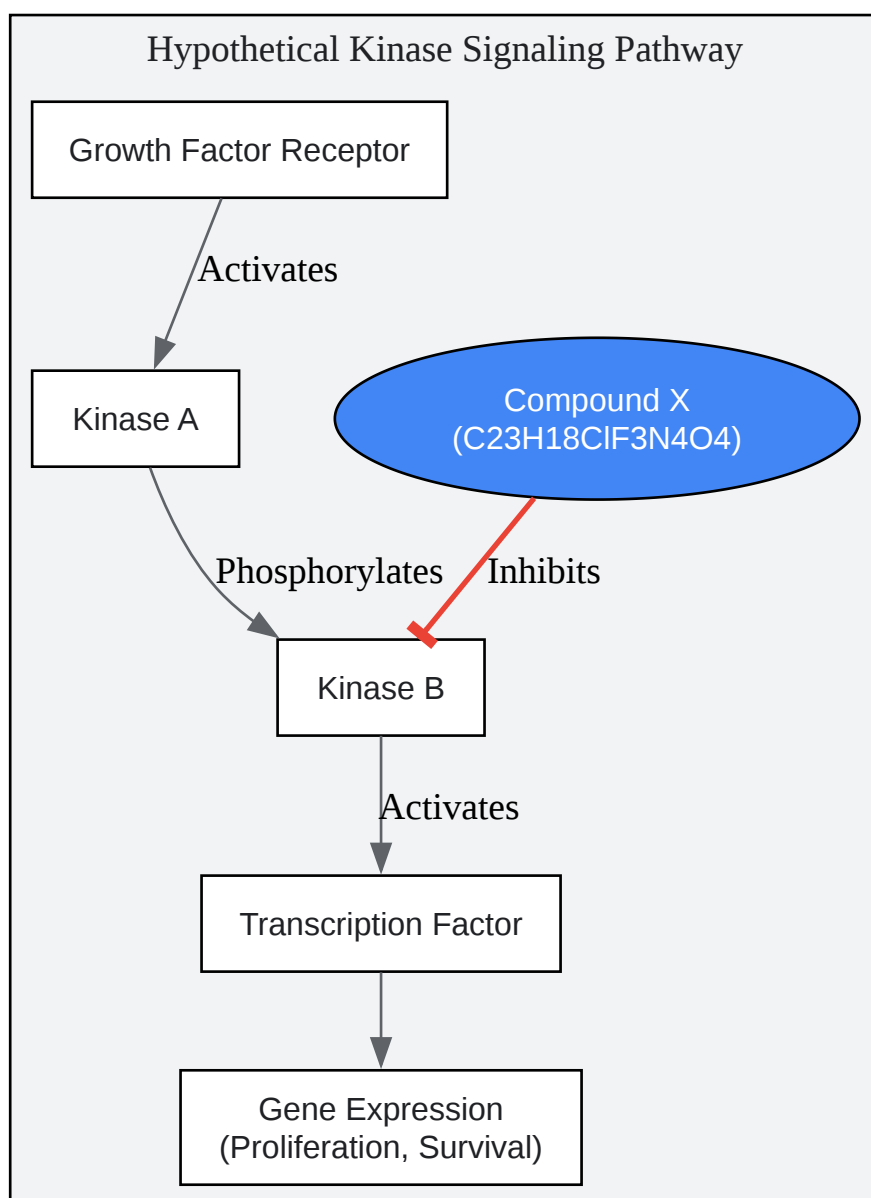 Hypothetical Kinase Signaling Pathway
Growth Factor Receptor
Activates
Kinase A
Compound X
(C23H18ClF3N4O4)
Phosphorylates
Inhibits
Kinase B
Activates
Transcription Factor
Gene Expression
(Proliferation, Survival)